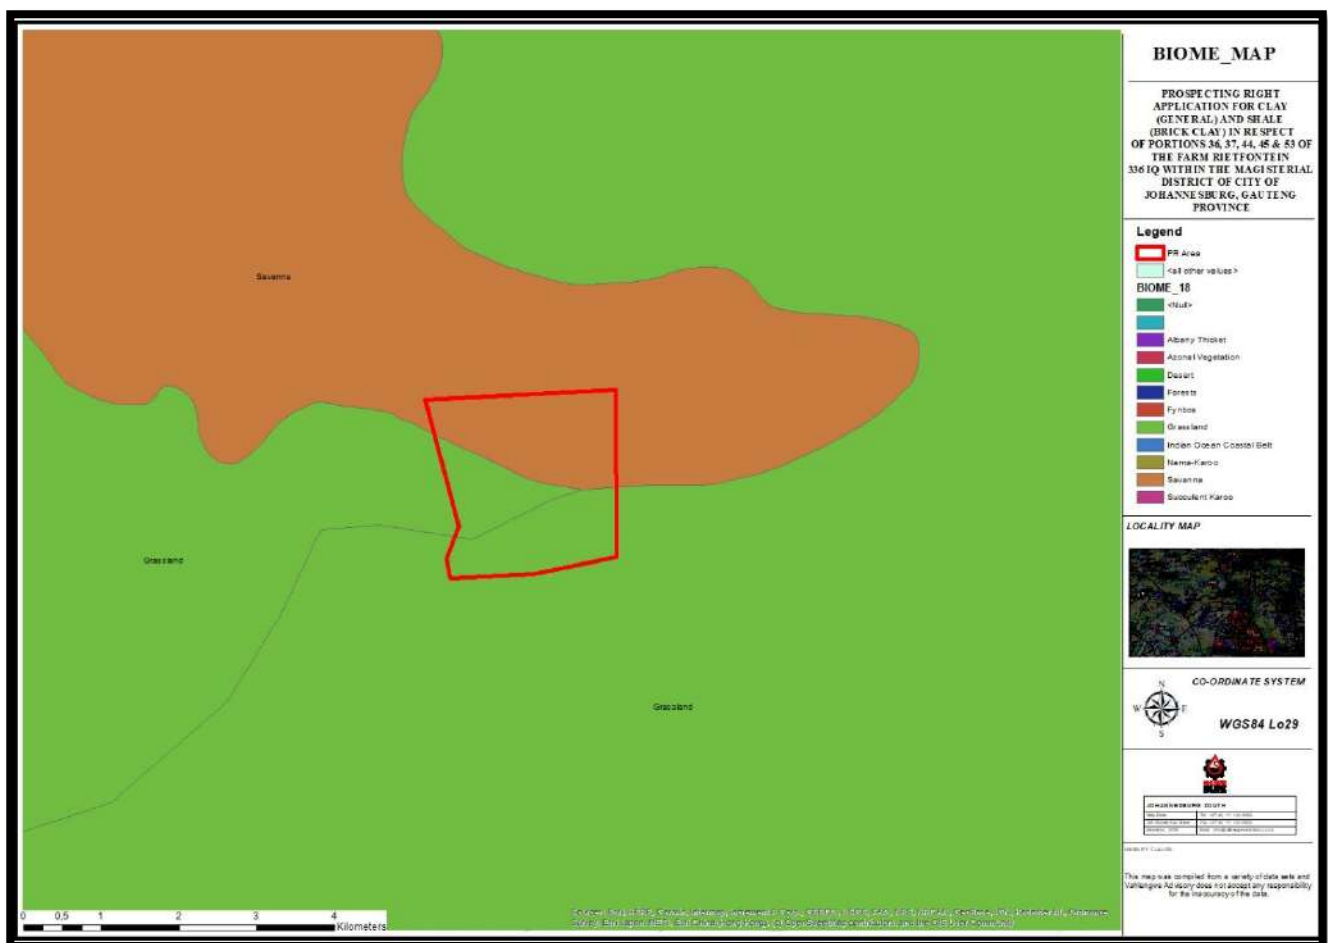 BIOME_MAP
PROSPECTING RIGHT
APPLICATION FOR CLAY
(GENERAL) AND SHALE
(BRICK CLAY) IN RESPECT
OF PORTIONS 36, 37, 44, 45 & 53 OF
THE FARM RIETFONTEIN
336 IQ WITHIN THE MAGISTERIAL
DISTRICT OF CITY OF
JOHANNESBURG, GAUTENG
PROVINCE
Legend
PR Area
<all other values>
BIOME_18
<Null>
Albany Thicket
Azonal Vegetation
Desert
Forests
Fynbos
Grassland
Indian Ocean Coastal Belt
Nama-Karoo
Savanna
Succulent Karoo
LOCALITY MAP
N
W E
S
CO-ORDINATE SYSTEM
WGS84 Lo29
JOHANNESBURG SOUTH
This map was compiled from a variety of data sets and
Vahlengwe Advisory does not accept any responsibility
for the inaccuracy of the data.
Savanna
Grassland
Grassland
0 0,5 1 2 3 4
Kilometers